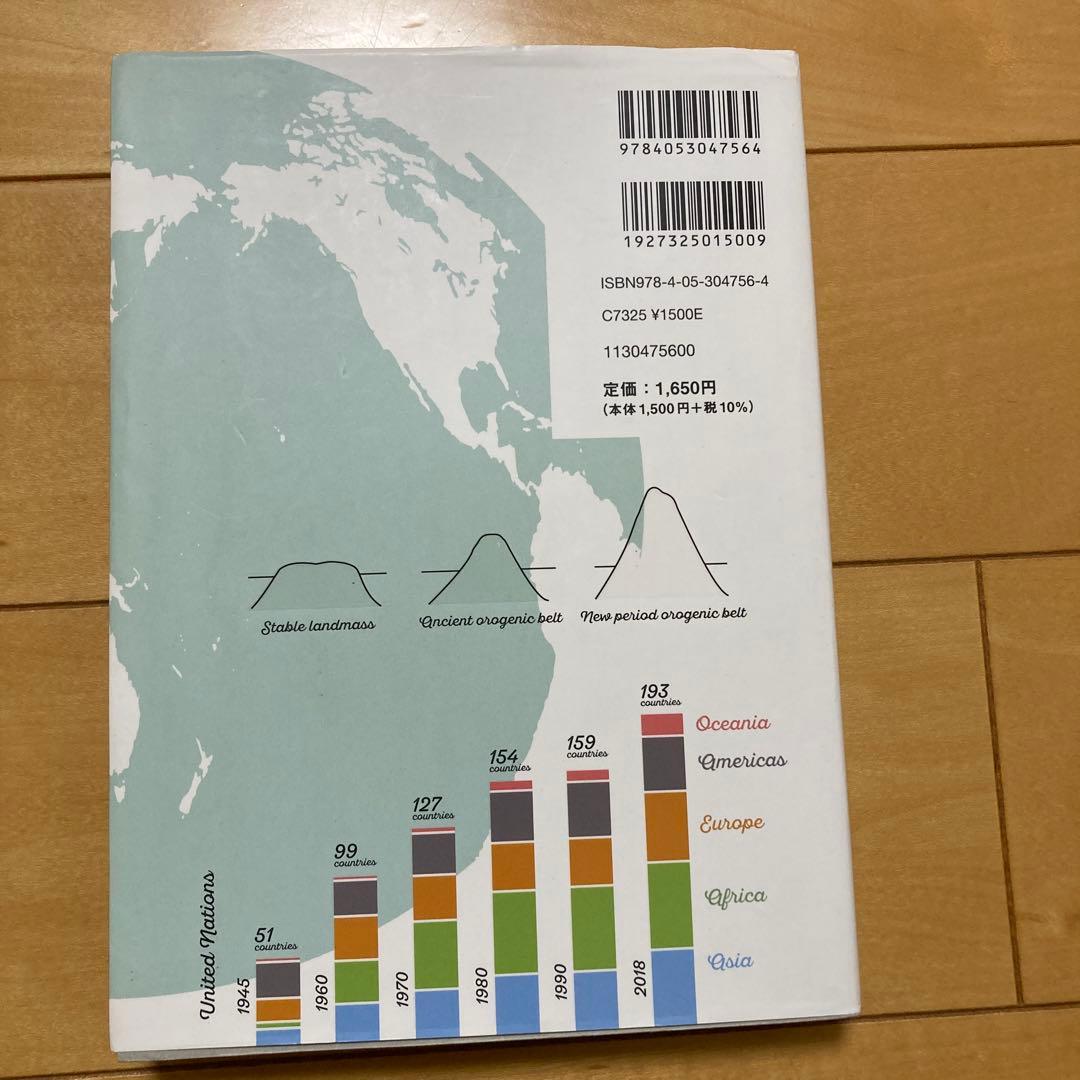 9784053047564
1927325015009
ISBN978-4-05-304756-4
C7325 ¥1500E
1130475600
定価：1,650円
（本体1,500円＋税10%）
Stable landmass
Ancient orogenic belt
New period orogenic belt
United Nations
51
countries
1945
99
countries
1960
127
countries
1970
154
countries
1980
159
countries
1990
193
countries
2018
Oceania
Americas
Europe
Africa
Asia